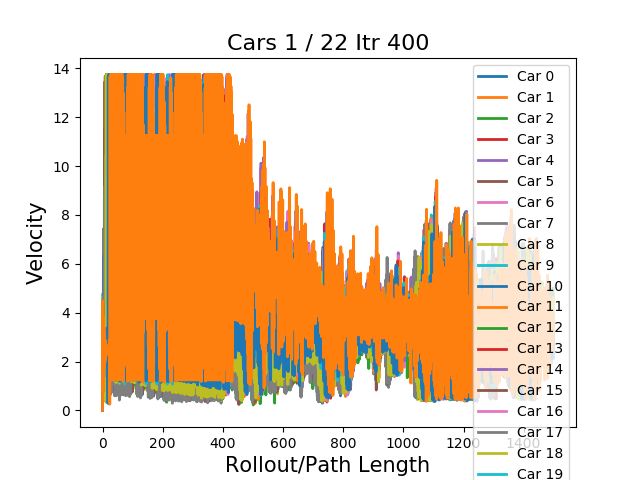 Cars 1 / 22 Itr 400
14
12
10
8
6
4
2
0
Velocity
0 200 400 600 800 1000 1200 1400
Rollout/Path Length
Car 0
Car 1
Car 2
Car 3
Car 4
Car 5
Car 6
Car 7
Car 8
Car 9
Car 10
Car 11
Car 12
Car 13
Car 14
Car 15
Car 16
Car 17
Car 18
Car 19